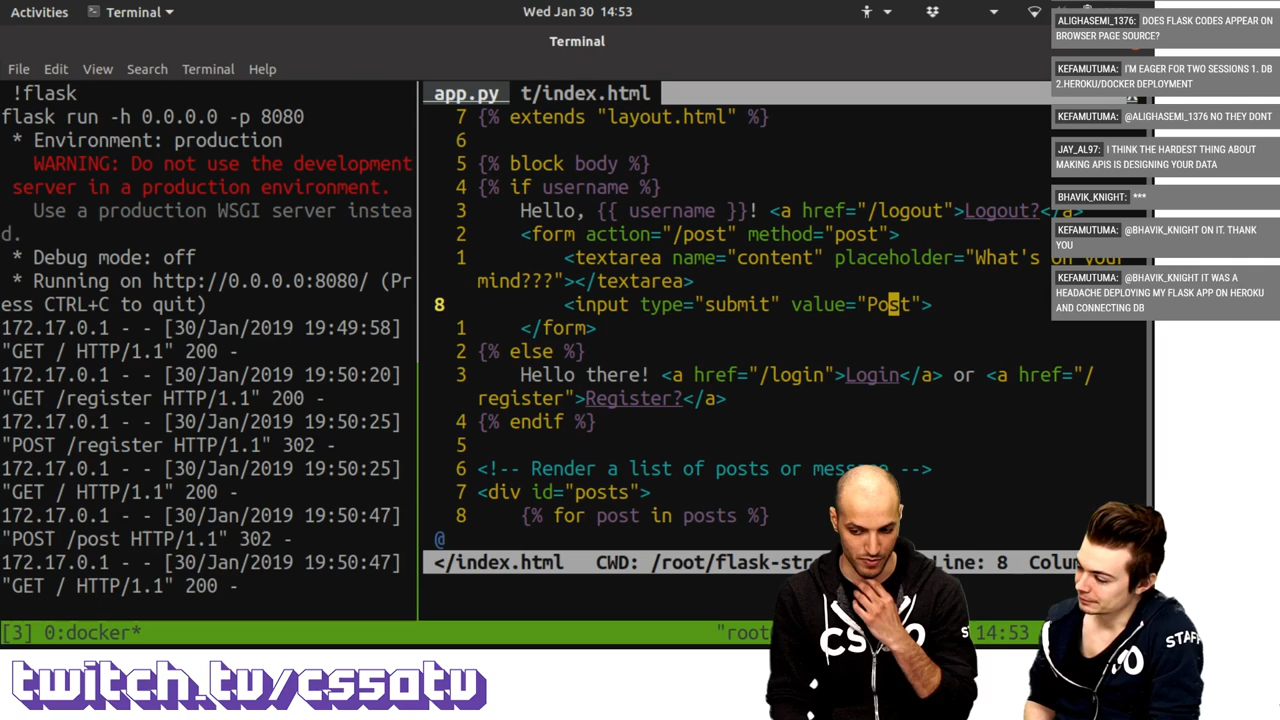 Activities
Terminal
Wed Jan 30 14:53
Terminal
File Edit View Search Terminal Help
!flask
flask run -h 0.0.0.0 -p 8080
* Environment: production
WARNING: Do not use the development
server in a production environment.
Use a production WSGI server instea
d.
* Debug mode: off
* Running on http://0.0.0.0:8080/ (Pr
ess CTRL+C to quit)
172.17.0.1 - - [30/Jan/2019 19:49:58]
"GET / HTTP/1.1" 200 -
172.17.0.1 - - [30/Jan/2019 19:50:20]
"GET /register HTTP/1.1" 200 -
172.17.0.1 - - [30/Jan/2019 19:50:25]
"POST /register HTTP/1.1" 302 -
172.17.0.1 - - [30/Jan/2019 19:50:25]
"GET / HTTP/1.1" 200 -
172.17.0.1 - - [30/Jan/2019 19:50:47]
"POST /post HTTP/1.1" 302 -
172.17.0.1 - - [30/Jan/2019 19:50:47]
"GET / HTTP/1.1" 200 -
app.py t/index.html
7 {% extends "layout.html" %}
6
5 {% block body %}
4 {% if username %}
3 Hello, {{ username }}! <a href="/logout">Logout?</a>
2 <form action="/post" method="post">
1 <textarea name="content" placeholder="What's on your
mind???"></textarea>
8 <input type="submit" value="Post">
1 </form>
2 {% else %}
3 Hello there! <a href="/login">Login</a> or <a href="/
register">Register?</a>
4 {% endif %}
5
6 <!-- Render a list of posts or message -->
7 <div id="posts">
8 {% for post in posts %}
@
</index.html CWD: /root/flask-str Line: 8 Colum
[3] 0:docker* "root 14:53
ALIGHASEMI_1376: DOES FLASK CODES APPEAR ON
BROWSER PAGE SOURCE?
KEFAMUTUMA: I'M EAGER FOR TWO SESSIONS 1. DB
2.HEROKU/DOCKER DEPLOYMENT
KEFAMUTUMA: @ALIGHASEMI_1376 NO THEY DONT
JAY_AL97: I THINK THE HARDEST THING ABOUT
MAKING APIS IS DESIGNING YOUR DATA
BHAVIK_KNIGHT: ***
KEFAMUTUMA: @BHAVIK_KNIGHT ON IT. THANK
YOU
KEFAMUTUMA: @BHAVIK_KNIGHT IT WAS A
HEADACHE DEPLOYING MY FLASK APP ON HEROKU
AND CONNECTING DB
STAFF
twitch.tv/cs50tv